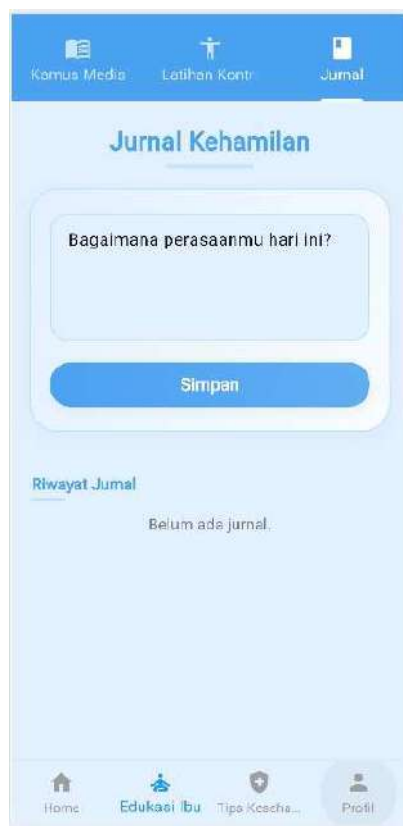 Kamus Media
Latihan Kontr
Jurnal
Jurnal Kehamilan
Bagaimana perasaanmu hari ini?
Simpan
Riwayat Jurnal
Belum ada jurnal.
Home
Edukasi Ibu
Tips Keseha...
Profil